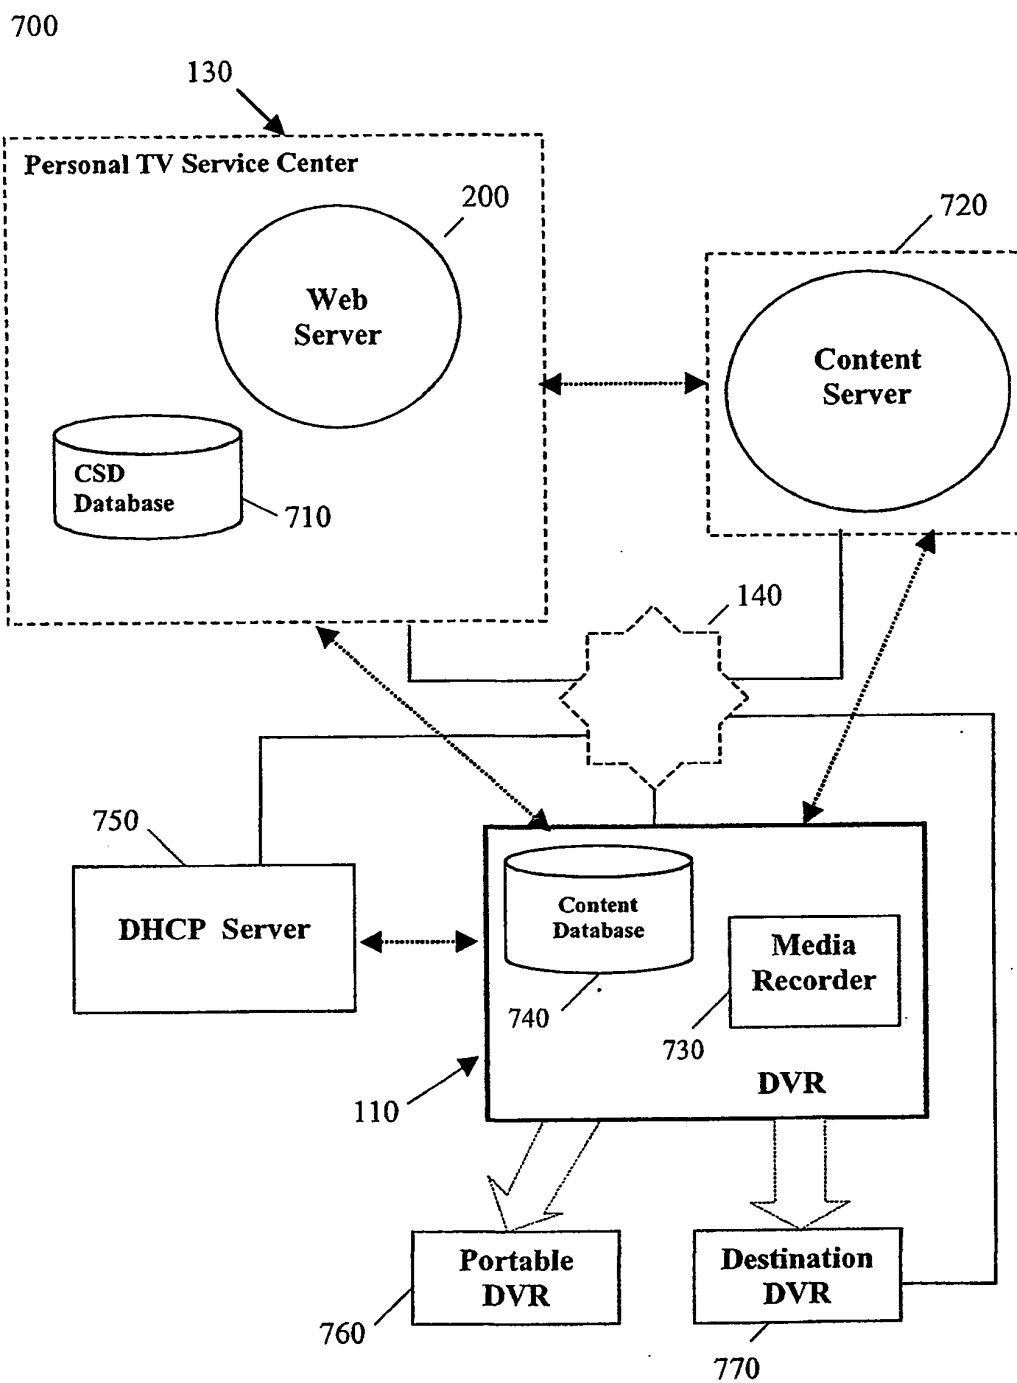 700
130
Personal TV Service Center
200
Web
Server
720
Content
Server
CSD
Database
710
140
750
DHCP Server
Content
Database
740
Media
Recorder
730
DVR
110
Portable
DVR
760
Destination
DVR
770